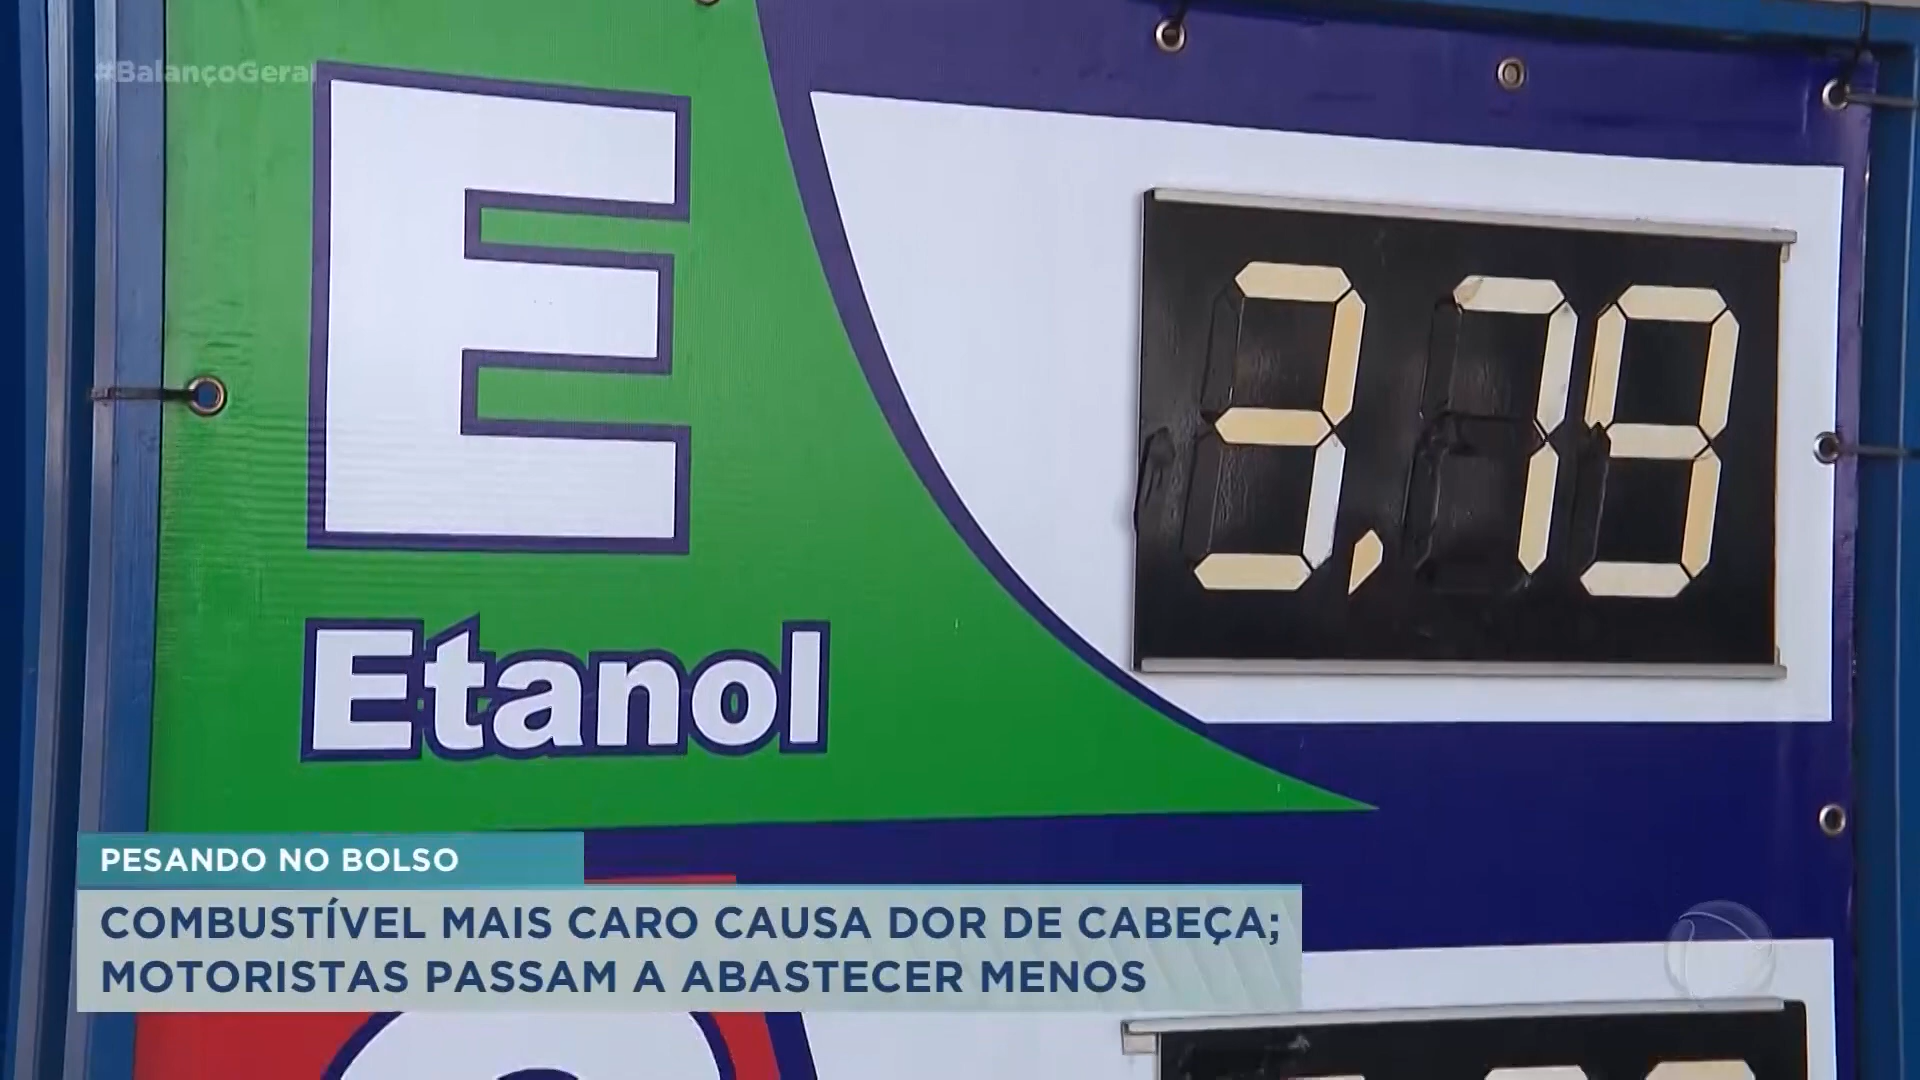 #BalançoGeral
E
3,79
Etanol
PESANDO NO BOLSO
COMBUSTÍVEL MAIS CARO CAUSA DOR DE CABEÇA;
MOTORISTAS PASSAM A ABASTECER MENOS